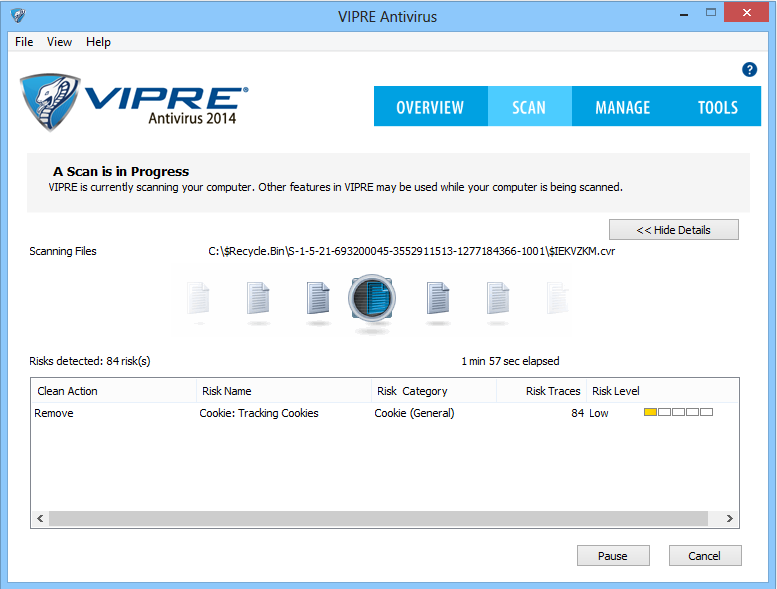 VIPRE Antivirus
File View Help
?
VIPRE®
Antivirus 2014
OVERVIEW SCAN MANAGE TOOLS
A Scan is in Progress
VIPRE is currently scanning your computer. Other features in VIPRE may be used while your computer is being scanned.
<< Hide Details
Scanning Files C:\$Recycle.Bin\S-1-5-21-693200045-3552911513-1277184366-1001\$IEKVZKM.cvr
Risks detected: 84 risk(s) 1 min 57 sec elapsed
Clean Action Risk Name Risk Category Risk Traces Risk Level
Remove Cookie: Tracking Cookies Cookie (General) 84 Low
Pause Cancel